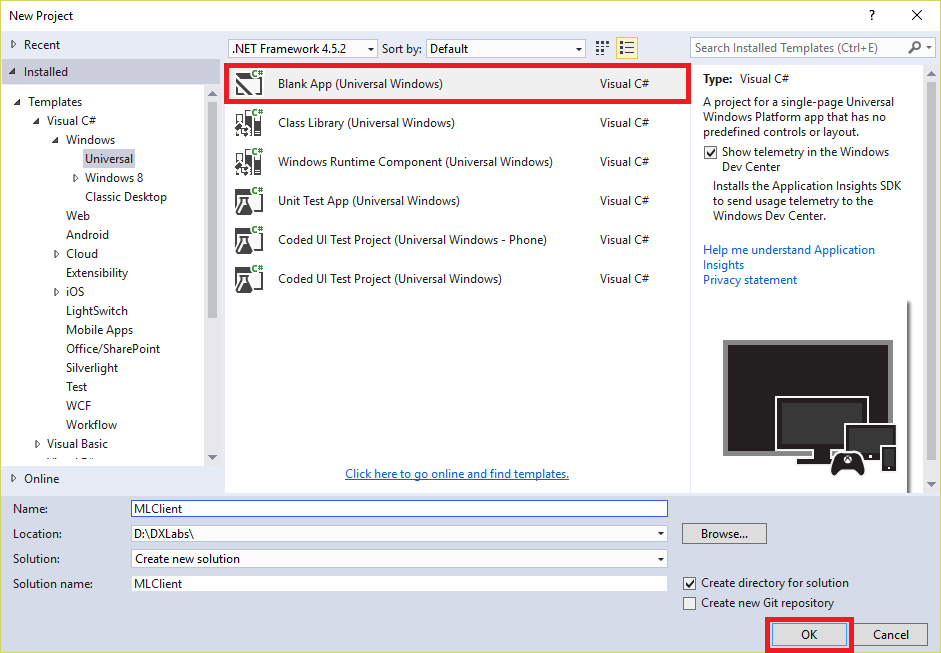 New Project
?
Recent
Installed
.NET Framework 4.5.2
Sort by:
Default
Search Installed Templates (Ctrl+E)
Templates
Visual C#
Windows
Universal
Windows 8
Classic Desktop
Web
Android
Cloud
Extensibility
iOS
LightSwitch
Mobile Apps
Office/SharePoint
Silverlight
Test
WCF
Workflow
Visual Basic
Online
C# Blank App (Universal Windows) Visual C#
C# Class Library (Universal Windows) Visual C#
C# Windows Runtime Component (Universal Windows) Visual C#
C# Unit Test App (Universal Windows) Visual C#
C# Coded UI Test Project (Universal Windows - Phone) Visual C#
C# Coded UI Test Project (Universal Windows) Visual C#
Click here to go online and find templates.
Type: Visual C#
A project for a single-page Universal
Windows Platform app that has no
predefined controls or layout.
Show telemetry in the Windows
Dev Center
Installs the Application Insights SDK
to send usage telemetry to the
Windows Dev Center.
Help me understand Application
Insights
Privacy statement
Name: MLClient
Location: D:\DXLabs\
Browse...
Solution: Create new solution
Solution name: MLClient
Create directory for solution
Create new Git repository
OK
Cancel